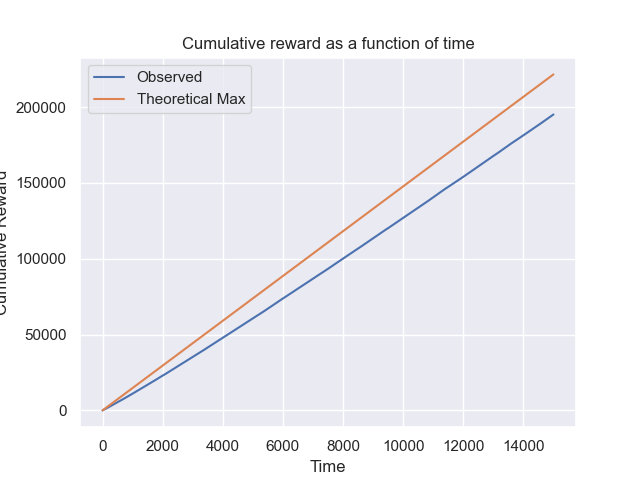 Cumulative reward as a function of time
Observed
Theoretical Max
200000
150000
100000
50000
0
Cumulative Reward
0 2000 4000 6000 8000 10000 12000 14000
Time